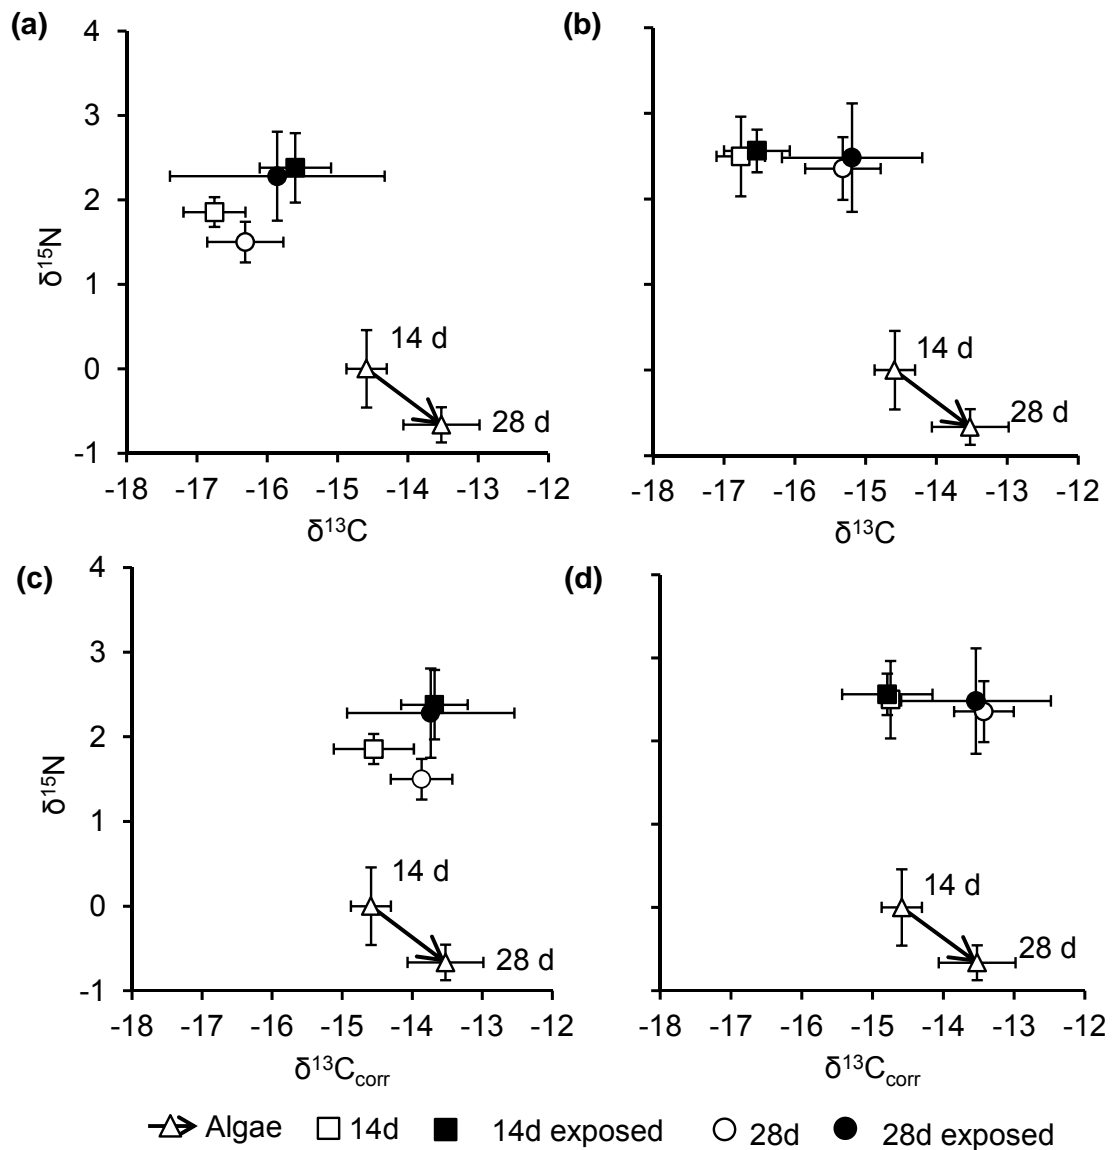 (a)
4
3
2
1
0
-1
δ15N
14 d
28 d
-18 -17 -16 -15 -14 -13 -12
δ13C
(b)
14 d
28 d
-18 -17 -16 -15 -14 -13 -12
δ13C
(c)
4
3
2
1
0
-1
δ15N
14 d
28 d
-18 -17 -16 -15 -14 -13 -12
δ13Ccorr
(d)
14 d
28 d
-18 -17 -16 -15 -14 -13 -12
δ13Ccorr
Algae 14d 14d exposed 28d 28d exposed